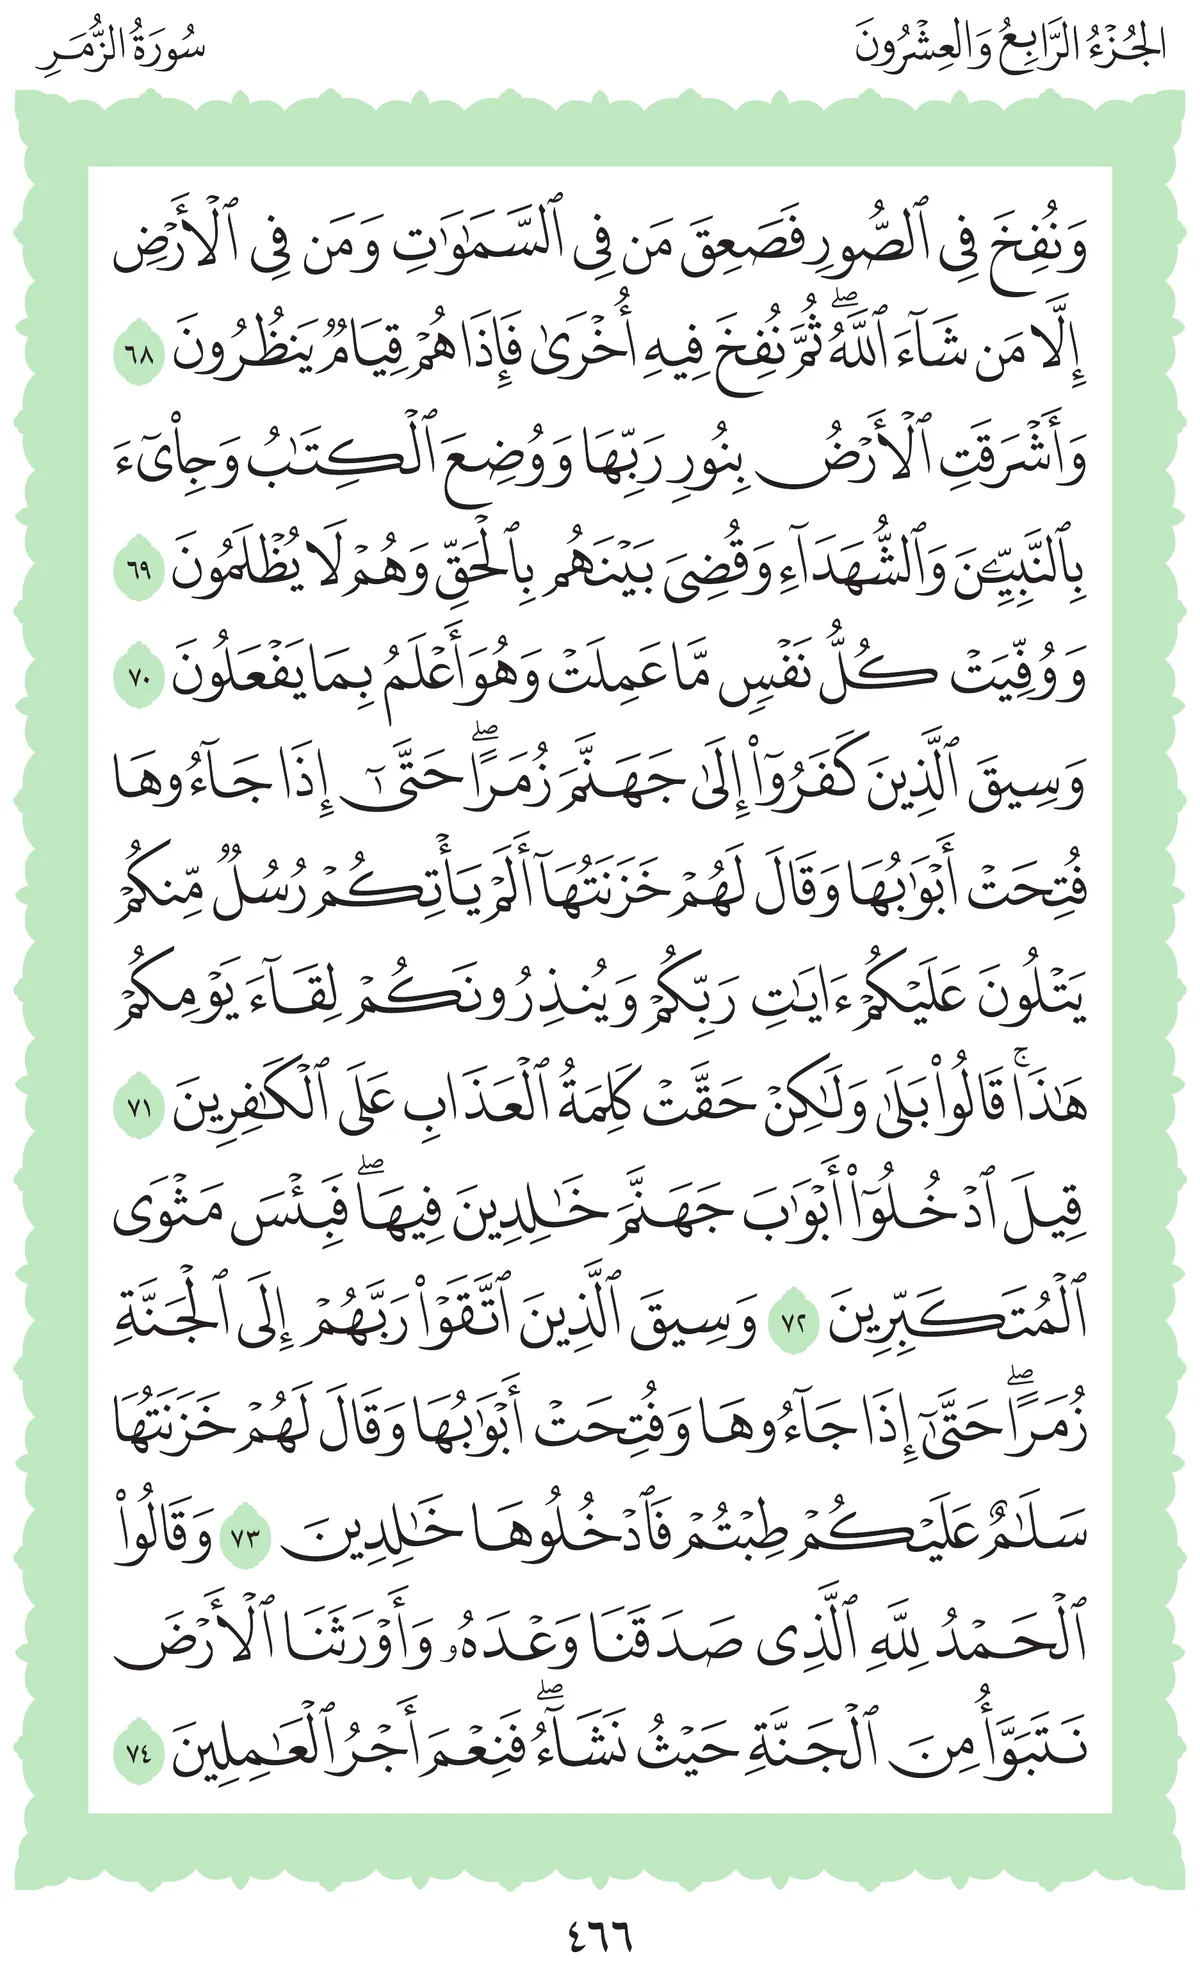 الجُزْءُ الرَّابِعُ وَالعِشْرُونَ
سُورَةُ الزُّمَرِ
وَنُفِخَ فِي ٱلصُّورِ فَصَعِقَ مَن فِي ٱلسَّمَٰوَٰتِ وَمَن فِي ٱلْأَرْضِ
إِلَّا مَن شَآءَ ٱللَّهُ ۖ ثُمَّ نُفِخَ فِيهِ أُخْرَىٰ فَإِذَا هُمْ قِيَامٌ يَنظُرُونَ ٦٨
وَأَشْرَقَتِ ٱلْأَرْضُ بِنُورِ رَبِّهَا وَوُضِعَ ٱلْكِتَٰبُ وَجِا۟ىٓءَ
بِٱلنَّبِيِّـۧنَ وَٱلشُّهَدَآءِ وَقُضِىَ بَيْنَهُم بِٱلْحَقِّ وَهُمْ لَا يُظْلَمُونَ ٦٩
وَوُفِّيَتْ كُلُّ نَفْسٍ مَّا عَمِلَتْ وَهُوَ أَعْلَمُ بِمَا يَفْعَلُونَ ٧٠
وَسِيقَ ٱلَّذِينَ كَفَرُوٓا۟ إِلَىٰ جَهَنَّمَ زُمَرًا ۖ حَتَّىٰٓ إِذَا جَآءُوهَا
فُتِحَتْ أَبْوَٰبُهَا وَقَالَ لَهُمْ خَزَنَتُهَآ أَلَمْ يَأْتِكُمْ رُسُلٌ مِّنكُمْ
يَتْلُونَ عَلَيْكُمْ ءَايَٰتِ رَبِّكُمْ وَيُنذِرُونَكُمْ لِقَآءَ يَوْمِكُمْ
هَٰذَا ۚ قَالُوا۟ بَلَىٰ وَلَٰكِنْ حَقَّتْ كَلِمَةُ ٱلْعَذَابِ عَلَى ٱلْكَٰفِرِينَ ٧١
قِيلَ ٱدْخُلُوٓا۟ أَبْوَٰبَ جَهَنَّمَ خَٰلِدِينَ فِيهَا ۖ فَبِئْسَ مَثْوَى
ٱلْمُتَكَبِّرِينَ ٧٢ وَسِيقَ ٱلَّذِينَ ٱتَّقَوْا۟ رَبَّهُمْ إِلَى ٱلْجَنَّةِ
زُمَرًا ۖ حَتَّىٰٓ إِذَا جَآءُوهَا وَفُتِحَتْ أَبْوَٰبُهَا وَقَالَ لَهُمْ خَزَنَتُهَا
سَلَٰمٌ عَلَيْكُمْ طِبْتُمْ فَٱدْخُلُوهَا خَٰلِدِينَ ٧٣ وَقَالُوا۟
ٱلْحَمْدُ لِلَّهِ ٱلَّذِى صَدَقَنَا وَعْدَهُۥ وَأَوْرَثَنَا ٱلْأَرْضَ
نَتَبَوَّأُ مِنَ ٱلْجَنَّةِ حَيْثُ نَشَآءُ ۖ فَنِعْمَ أَجْرُ ٱلْعَٰمِلِينَ ٧٤
٤٦٦